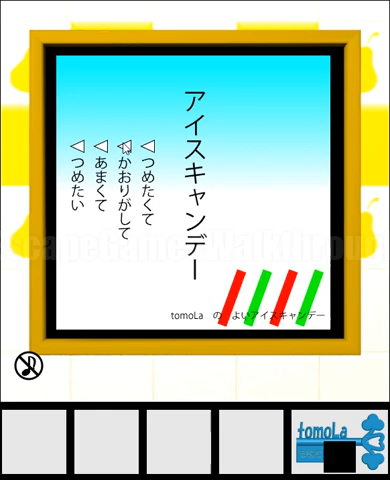 アイスキャンデー
◁つめたくて
◁かおりがして
◁あまくて
◁つめたい
tomoLa の よいアイスキャンデー
tomoLa